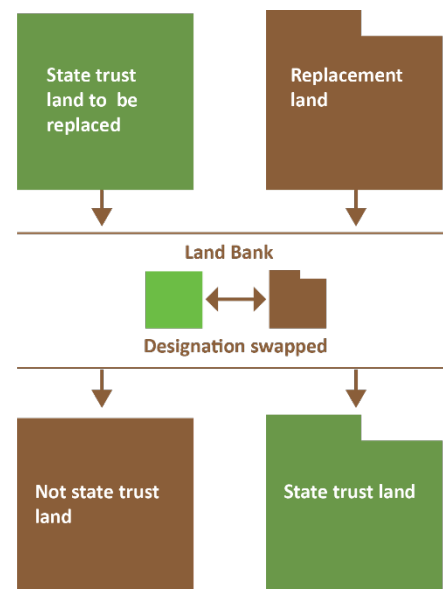 State trust
land to be
replaced
Replacement
land
Land Bank
Designation swapped
Not state trust
land
State trust land